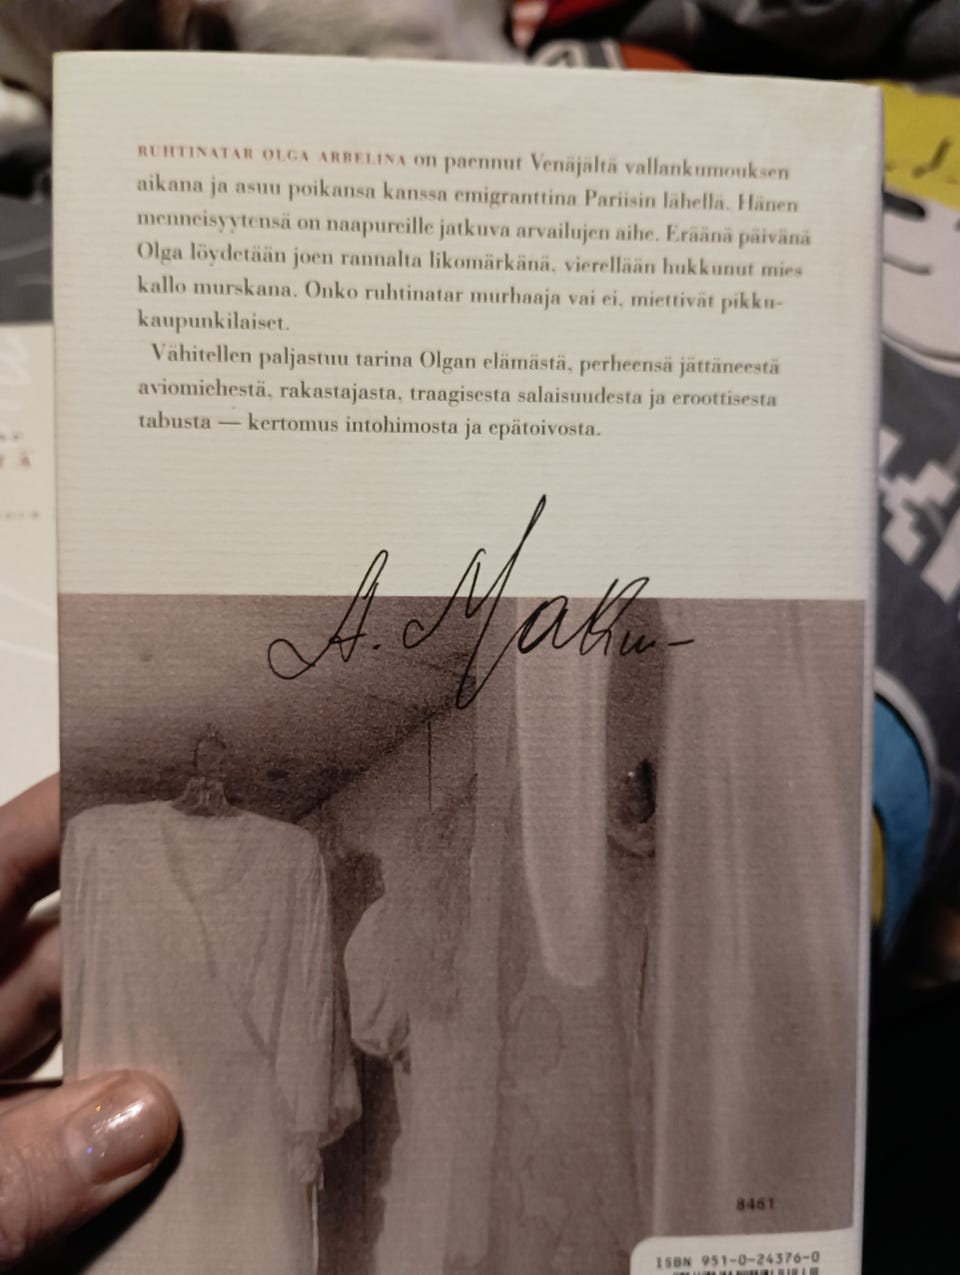 RUHTINATAR OLGA ARBELINA on paennut Venäjältä vallankumouksen
aikana ja asuu poikansa kanssa emigranttina Pariisin lähellä. Hänen
menneisyytensä on naapureille jatkuva arvailujen aihe. Eräänä päivänä
Olga löydetään joen rannalta likomärkänä, vierellään hukkunut mies
kallo murskana. Onko ruhtinatar murhaaja vai ei, miettivät pikku-
kaupunkilaiset.
Vähitellen paljastuu tarina Olgan elämästä, perheensä jättäneestä
aviomiehestä, rakastajasta, traagisesta salaisuudesta ja eroottisesta
tabusta — kertomus intohimosta ja epätoivosta.
A.
8461
ISBN 951-0-24376-0